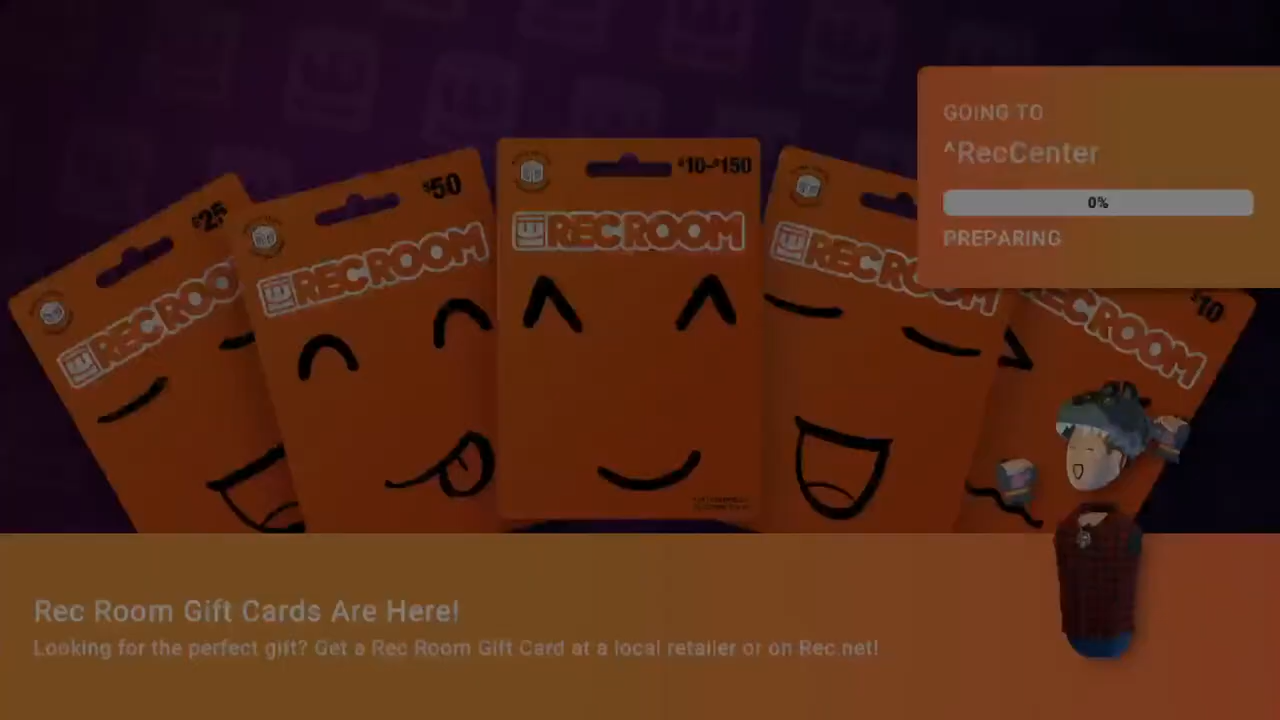 GOING TO
^RecCenter
0%
PREPARING
$25
REC ROO
$50
REC ROOM
$10-$150
REC ROOM
REC ROOM
$10
REC ROOM
Rec Room Gift Cards Are Here!
Looking for the perfect gift? Get a Rec Room Gift Card at a local retailer or on Rec.net!